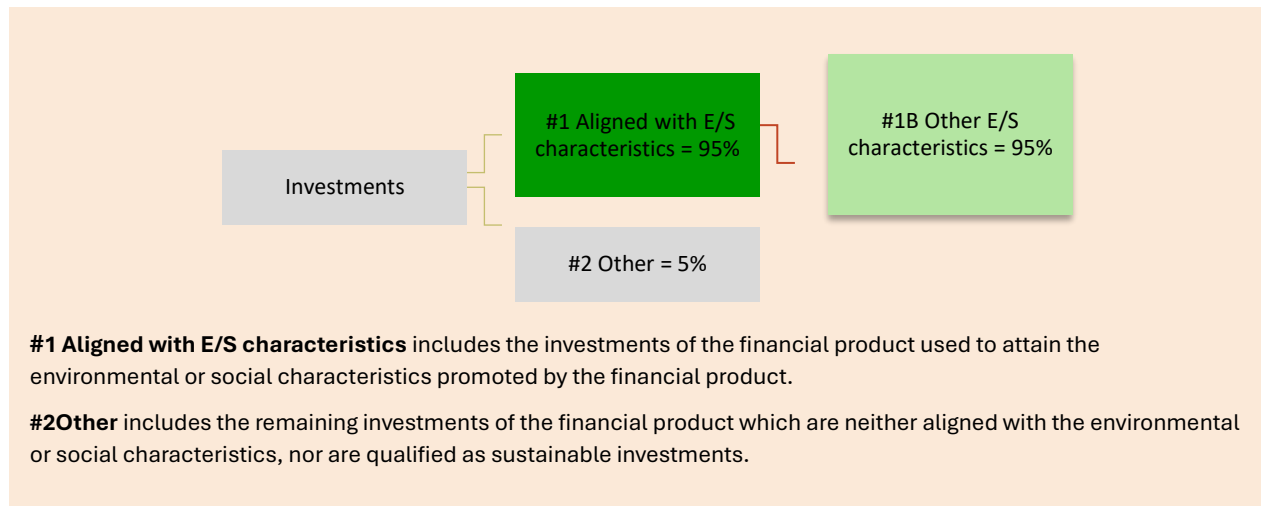 Investments
#1 Aligned with E/S
characteristics = 95%
#1B Other E/S
characteristics = 95%
#2 Other = 5%
#1 Aligned with E/S characteristics includes the investments of the financial product used to attain the
environmental or social characteristics promoted by the financial product.
#2Other includes the remaining investments of the financial product which are neither aligned with the environmental
or social characteristics, nor are qualified as sustainable investments.